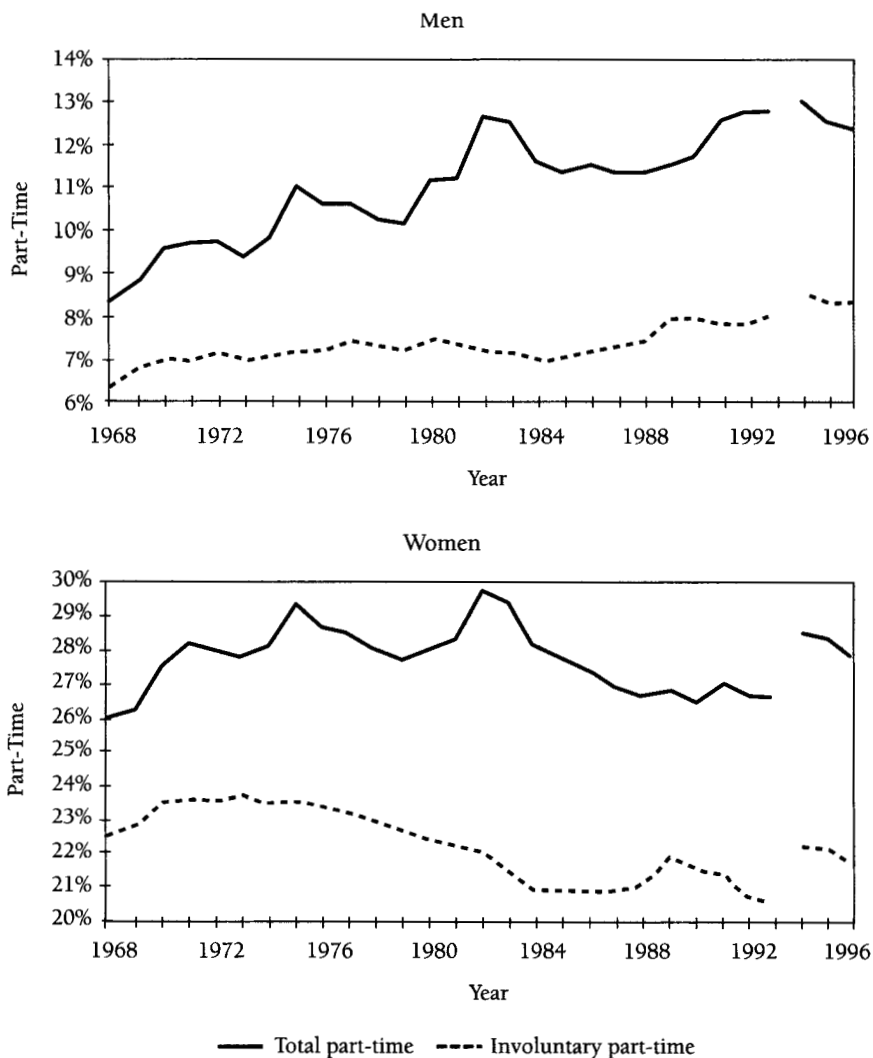 Men
14%
13%
12%
11%
10%
9%
8%
7%
6%
Part-Time
1968 1972 1976 1980 1984 1988 1992 1996
Year
Women
30%
29%
28%
27%
26%
25%
24%
23%
22%
21%
20%
Part-Time
1968 1972 1976 1980 1984 1988 1992 1996
Year
Total part-time Involuntary part-time